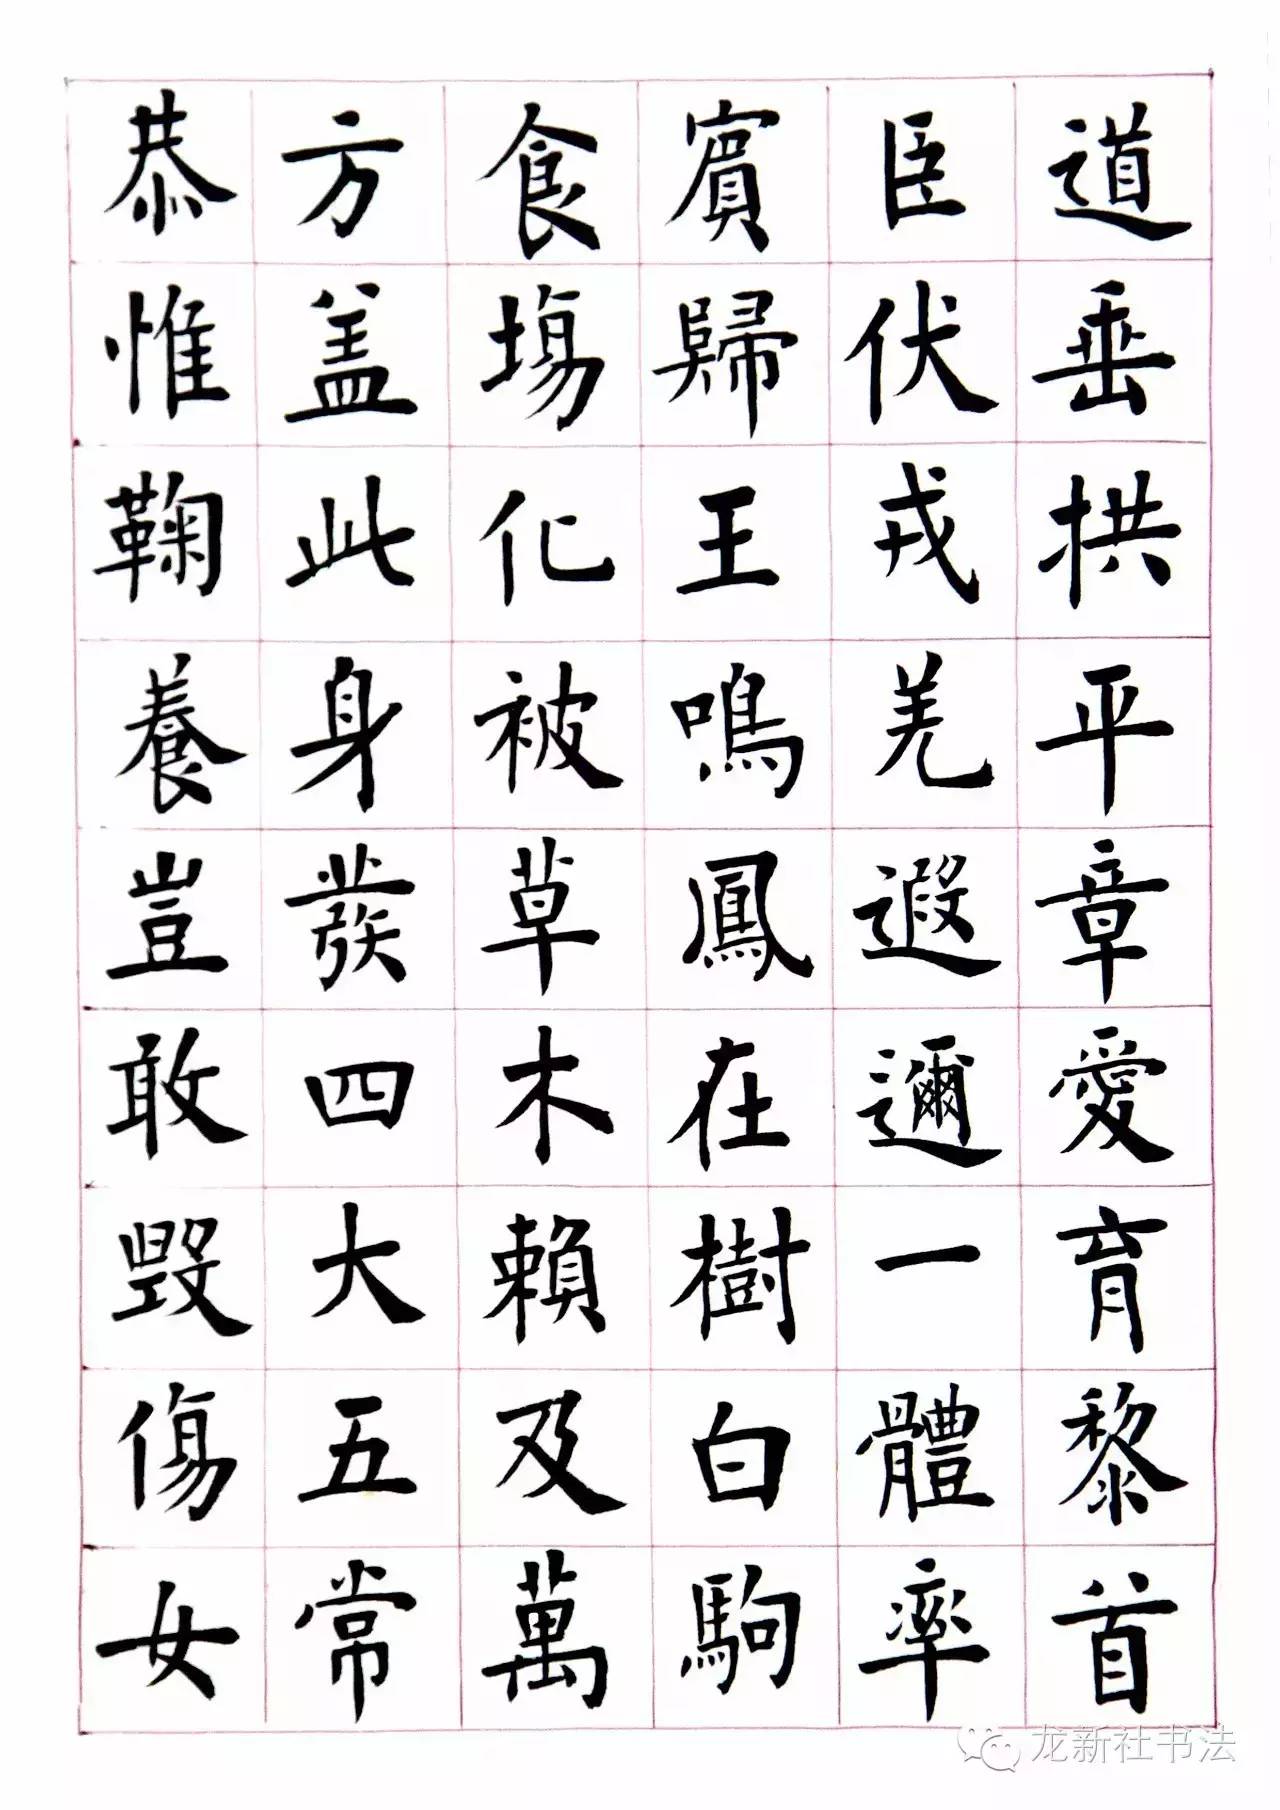 道垂拱平章愛育黎首
臣伏戎羌遐邇一體率
賓歸王鳴鳳在樹白駒
食場化被草木賴及萬
方蓋此身發四大五常
恭惟鞠養豈敢毀傷女
龙新社书法